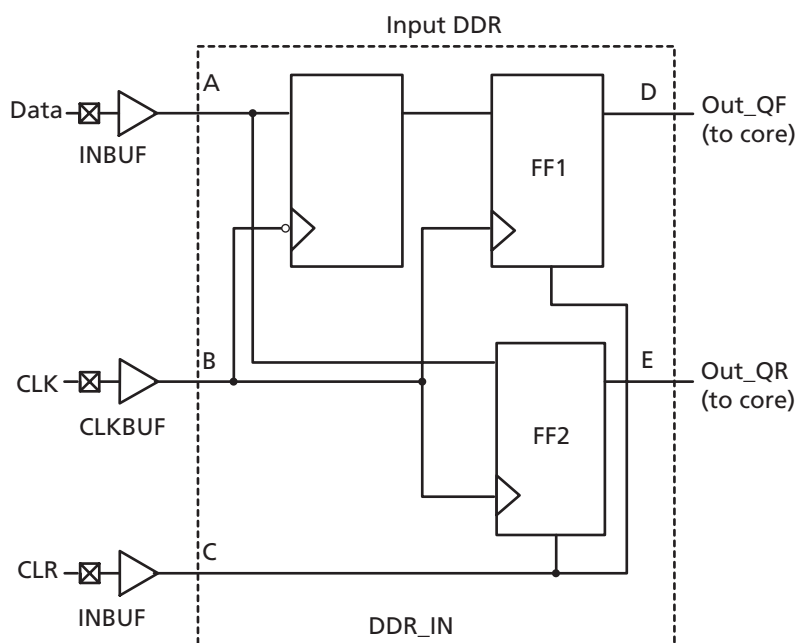 Input DDR
A
D
Data
Out_QF
(to core)
INBUF
FF1
B
E
CLK
Out_QR
(to core)
CLKBUF
FF2
C
CLR
INBUF
DDR_IN